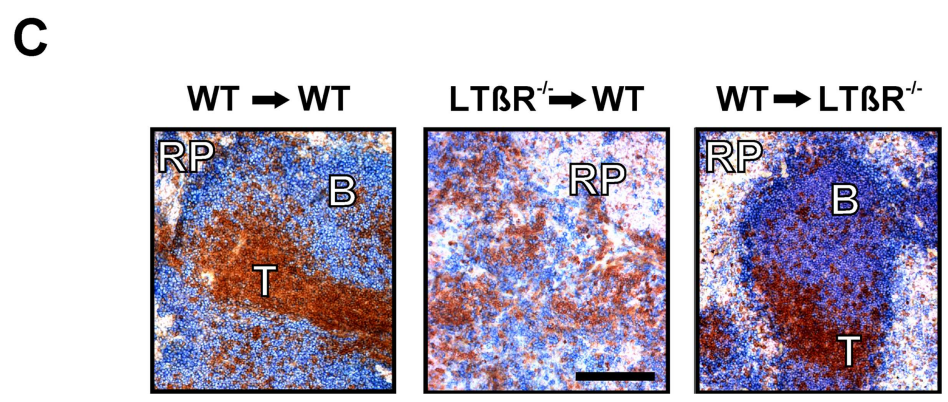 C
WT → WT
LTßR-/- → WT
WT → LTßR-/-
RP
B
T
RP
RP
B
T